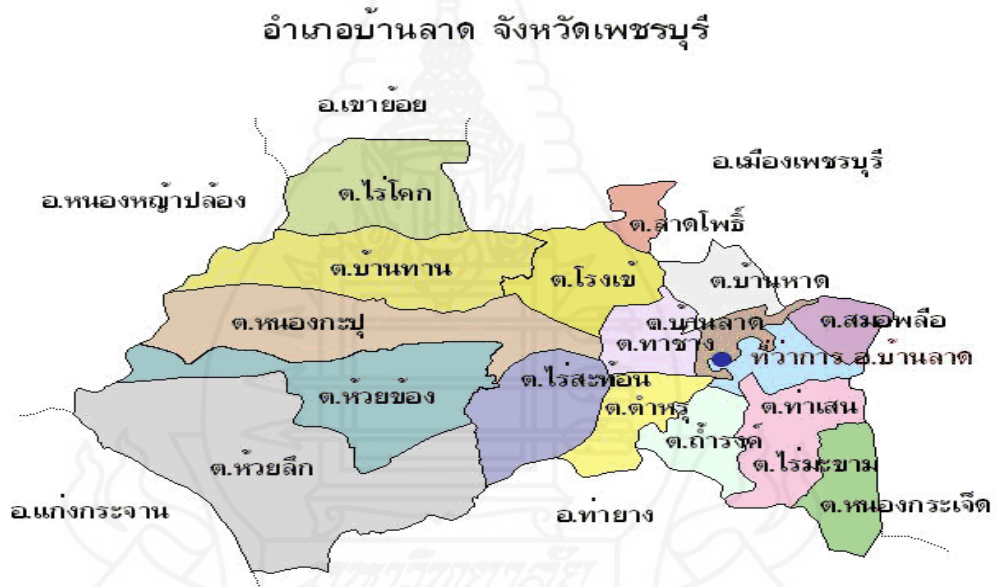 อำเภอบ้านลาด จังหวัดเพชรบุรี
อ.เขาย้อย
อ.เมืองเพชรบุรี
อ.หนองหญ้าปล้อง
ต.ไร่โคก
ต.ลาดโพธิ์
ต.บ้านทาน
ต.โรงเข้
ต.บ้านหาด
ต.หนองกะปุ
ต.บ้านลาด
ต.สมอพลือ
ต.ท่าช้าง
ที่ว่าการ อ.บ้านลาด
ต.ไร่สะท้อน
ต.ห้วยข้อง
ต.ตำหรุ
ต.ท่าเสน
ต.ถ้ำรงค์
ต.ห้วยลึก
ต.ไร่มะขาม
อ.แก่งกระจาน
อ.ท่ายาง
ต.หนองกระเจ็ด